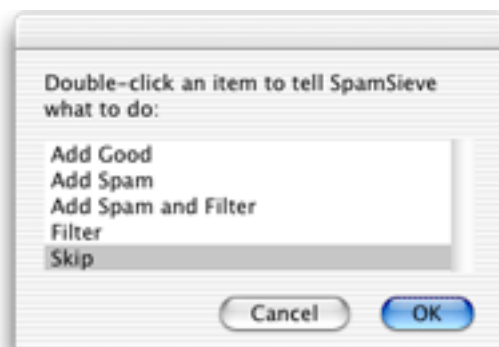 Double-click an item to tell SpamSieve
what to do:
Add Good
Add Spam
Add Spam and Filter
Filter
Skip
Cancel OK